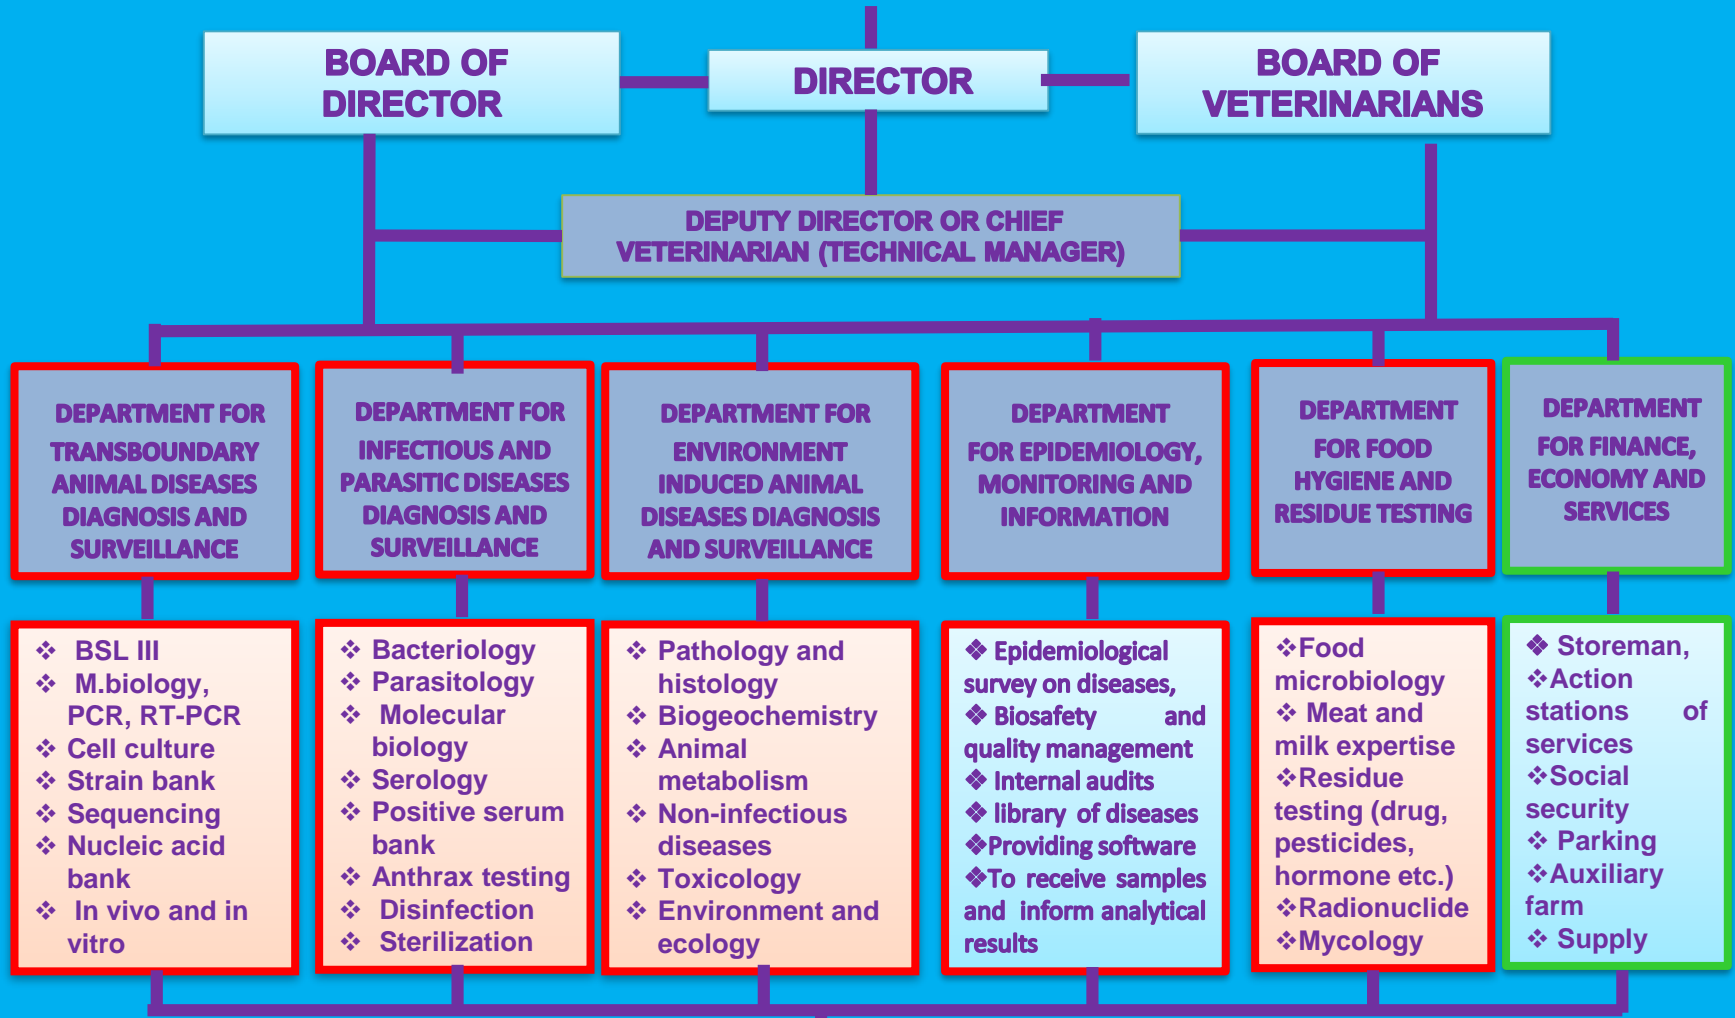 BOARD OF
DIRECTOR
DIRECTOR
BOARD OF
VETERINARIANS
DEPUTY DIRECTOR OR CHIEF
VETERINARIAN (TECHNICAL MANAGER)
DEPARTMENT FOR
TRANSBOUNDARY
ANIMAL DISEASES
DIAGNOSIS AND
SURVEILLANCE
DEPARTMENT FOR
INFECTIOUS AND
PARASITIC DISEASES
DIAGNOSIS AND
SURVEILLANCE
DEPARTMENT FOR
ENVIRONMENT
INDUCED ANIMAL
DISEASES DIAGNOSIS
AND SURVEILLANCE
DEPARTMENT
FOR EPIDEMIOLOGY,
MONITORING AND
INFORMATION
DEPARTMENT
FOR FOOD
HYGIENE AND
RESIDUE TESTING
DEPARTMENT
FOR FINANCE,
ECONOMY AND
SERVICES
❖ BSL III
❖ M.biology,
PCR, RT-PCR
❖ Cell culture
❖ Strain bank
❖ Sequencing
❖ Nucleic acid
bank
❖ In vivo and in
vitro
❖ Bacteriology
❖ Parasitology
❖ Molecular
biology
❖ Serology
❖ Positive serum
bank
❖ Anthrax testing
❖ Disinfection
❖ Sterilization
❖ Pathology and
histology
❖ Biogeochemistry
❖ Animal
metabolism
❖ Non-infectious
diseases
❖ Toxicology
❖ Environment and
ecology
❖ Epidemiological
survey on diseases,
❖ Biosafety and
quality management
❖ Internal audits
❖ library of diseases
❖Providing software
❖To receive samples
and inform analytical
results
❖Food
microbiology
❖ Meat and
milk expertise
❖Residue
testing (drug,
pesticides,
hormone etc.)
❖Radionuclide
❖Mycology
❖ Storeman,
❖Action
stations of
services
❖Social
security
❖ Parking
❖Auxiliary
farm
❖ Supply